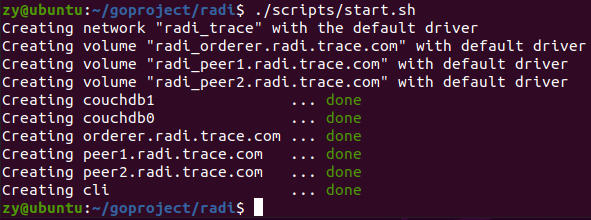 zy@ubuntu:~/goproject/radi$ ./scripts/start.sh
Creating network "radi_trace" with the default driver
Creating volume "radi_orderer.radi.trace.com" with default driver
Creating volume "radi_peer1.radi.trace.com" with default driver
Creating volume "radi_peer2.radi.trace.com" with default driver
Creating couchdb1 ... done
Creating couchdb0 ... done
Creating orderer.radi.trace.com ... done
Creating peer1.radi.trace.com ... done
Creating peer2.radi.trace.com ... done
Creating cli ... done
zy@ubuntu:~/goproject/radi$